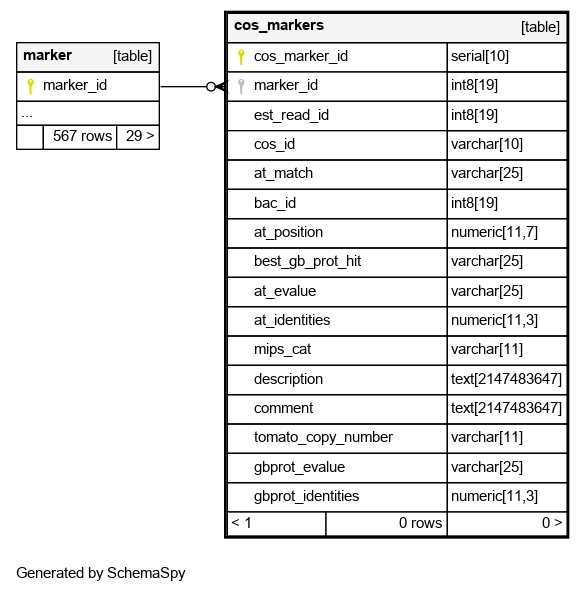 marker [table]
marker_id
...
567 rows 29 >
cos_markers [table]
cos_marker_id serial[10]
marker_id int8[19]
est_read_id int8[19]
cos_id varchar[10]
at_match varchar[25]
bac_id int8[19]
at_position numeric[11,7]
best_gb_prot_hit varchar[25]
at_evalue varchar[25]
at_identities numeric[11,3]
mips_cat varchar[11]
description text[2147483647]
comment text[2147483647]
tomato_copy_number varchar[11]
gbprot_evalue varchar[25]
gbprot_identities numeric[11,3]
< 1 0 rows 0 >
Generated by SchemaSpy